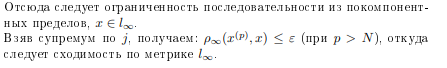 Отсюда следует ограниченность последовательности из покомпонент-
ных пределов, x ∈ l∞.
Взяв супремум по j, получаем: ρ∞(x^(p), x) ≤ ε (при p > N), откуда
следует сходимость по метрике l∞.